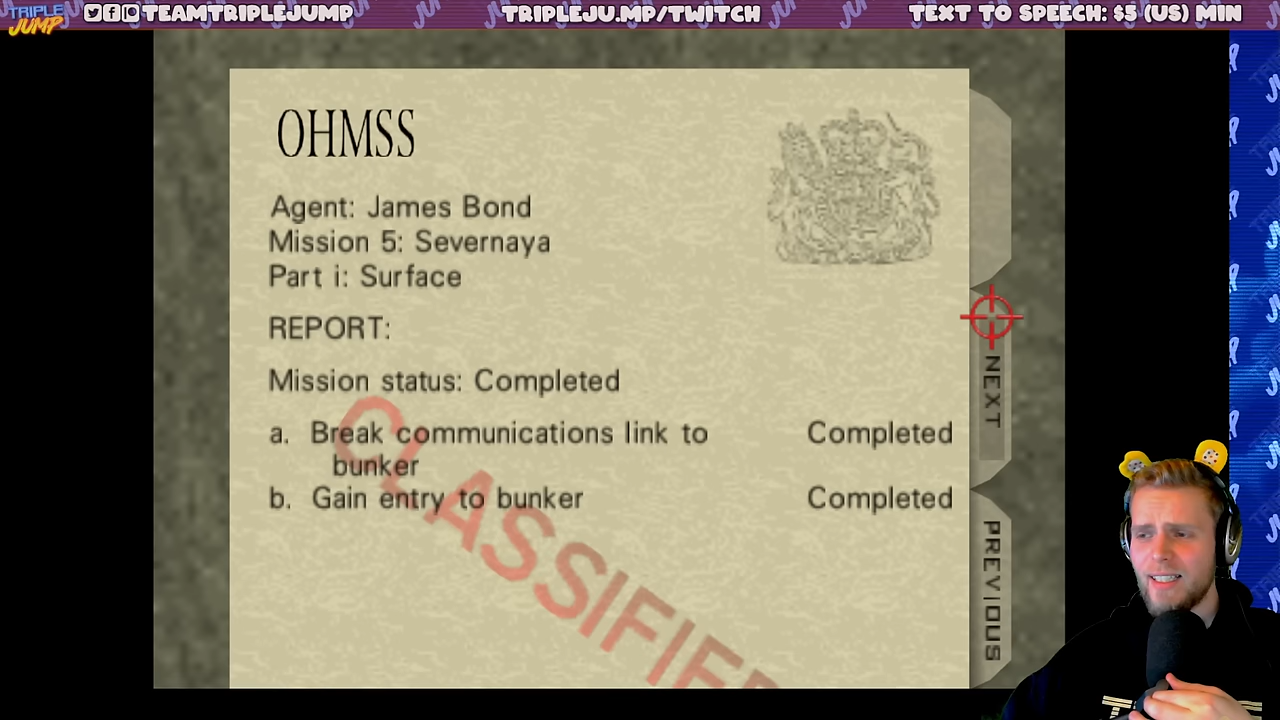 TRIPLE
JUMP
TEAMTRIPLEJUMP
TRIPLEJU.MP/TWITCH
TEXT TO SPEECH: $5 (US) MIN
OHMSS
Agent: James Bond
Mission 5: Severnaya
Part i: Surface
REPORT:
Mission status: Completed
a. Break communications link to
bunker
Completed
b. Gain entry to bunker
Completed
CLASSIFIE
NEXT
PREVIOUS